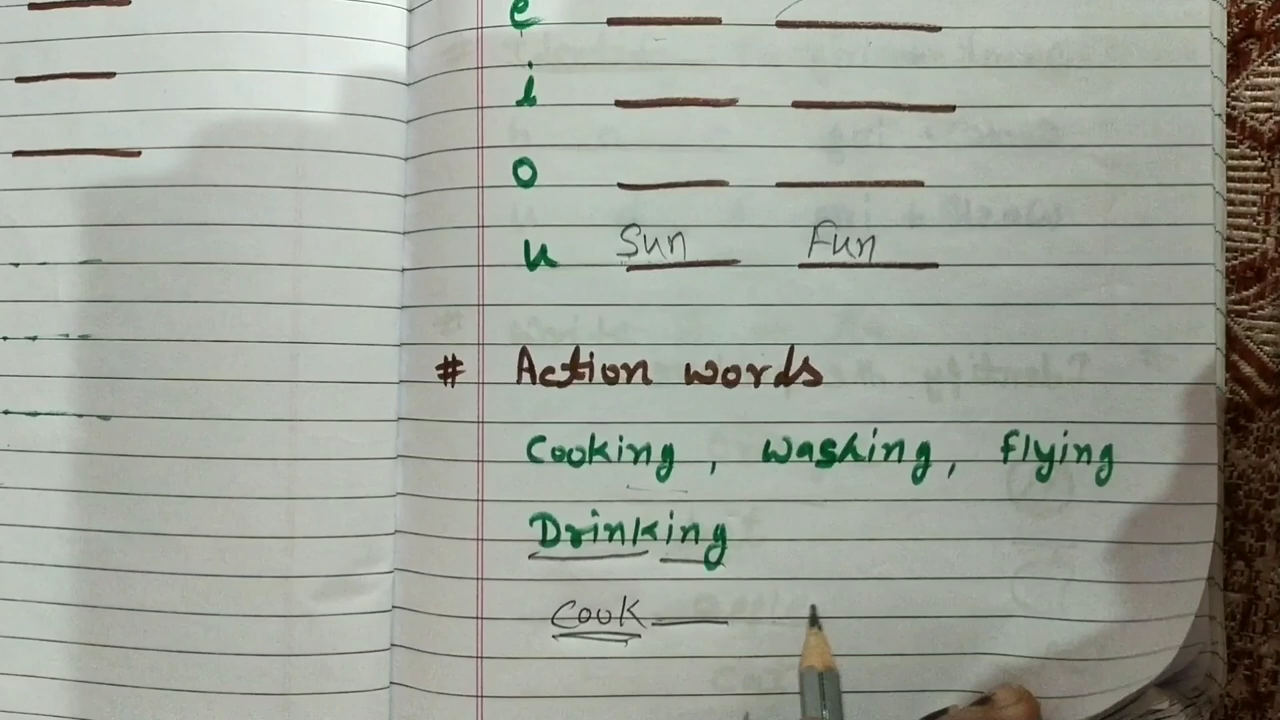 e
i
o
u Sun Fun
# Action words
Cooking, washing, flying
Drinking
Cook